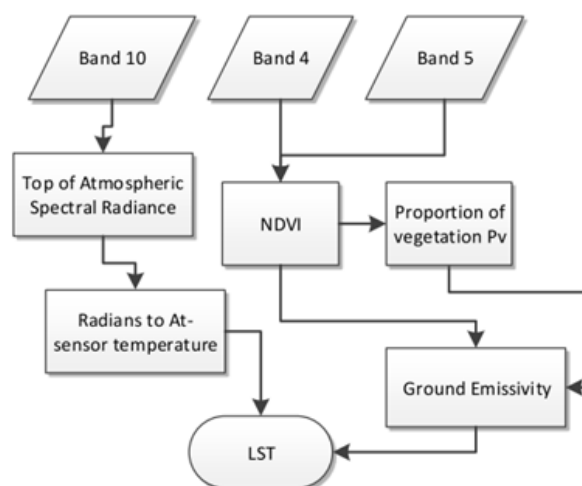 Band 10
Band 4
Band 5
Top of Atmospheric
Spectral Radiance
NDVI
Proportion of
vegetation Pv
Radians to At-
sensor temperature
Ground Emissivity
LST